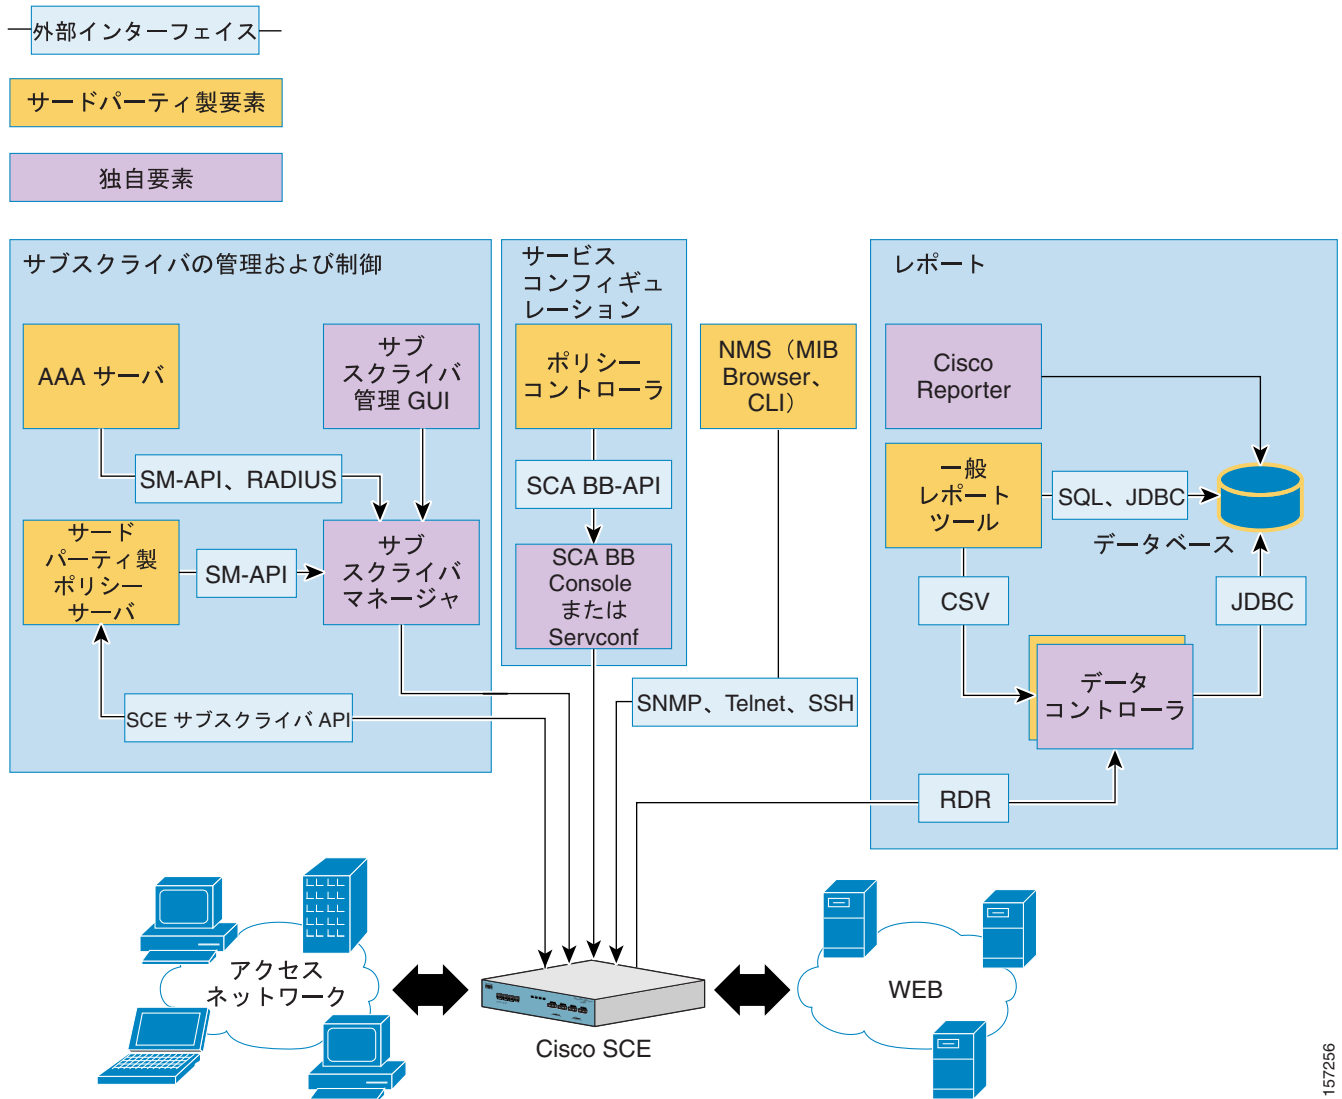 外部インターフェイス
サードパーティ製要素
独自要素
サブスクライバの管理および制御
AAA サーバ
サブ
スクライバ
管理 GUI
SM-API、RADIUS
サード
パーティ製
ポリシー
サーバ
SM-API
サブ
スクライバ
マネージャ
SCE サブスクライバ API
サービス
コンフィギュ
レーション
ポリシー
コントローラ
SCA BB-API
SCA BB
Console
または
Servconf
NMS（MIB
Browser、
CLI）
SNMP、Telnet、SSH
レポート
Cisco
Reporter
一般
レポート
ツール
SQL、JDBC
データベース
CSV
JDBC
データ
コントローラ
RDR
アクセス
ネットワーク
Cisco SCE
WEB
157256